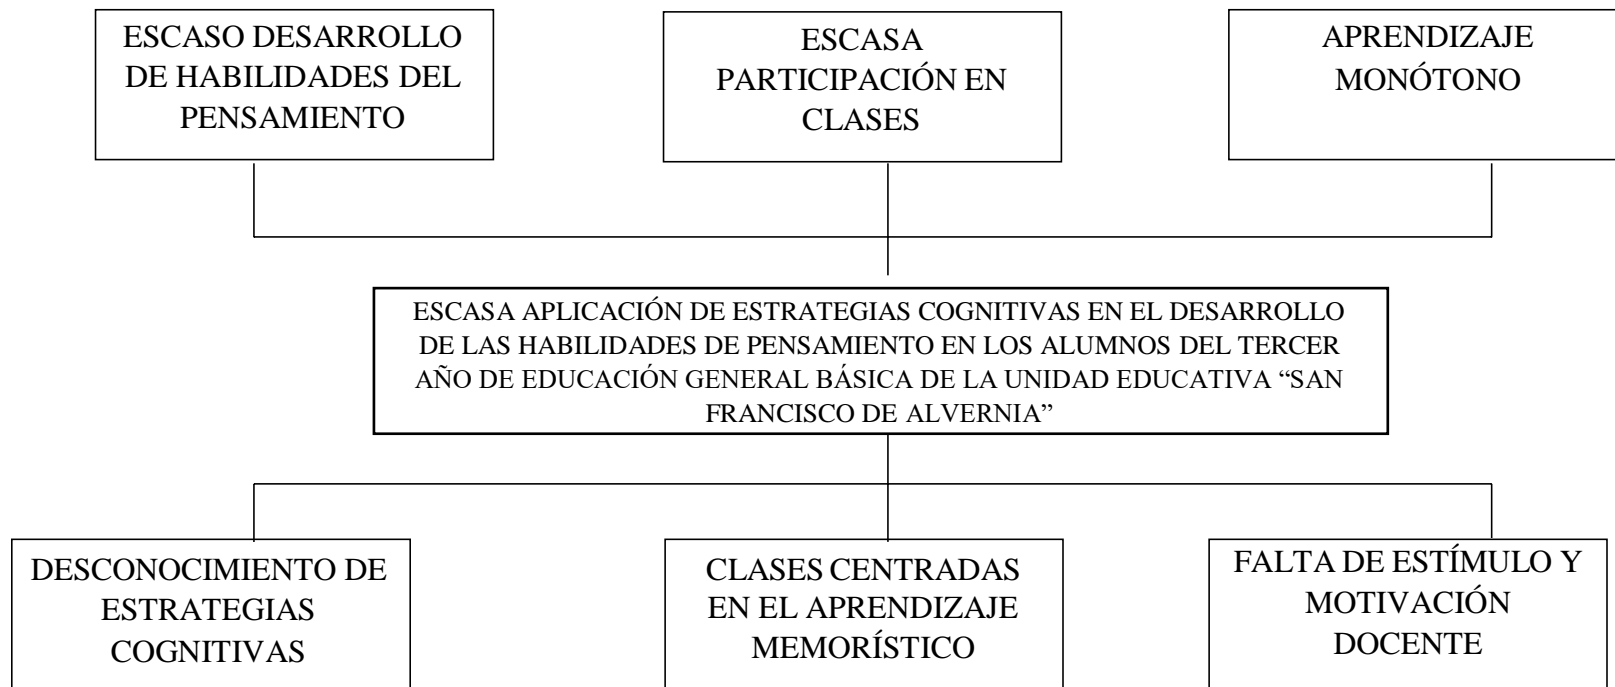 ESCASO DESARROLLO
DE HABILIDADES DEL
PENSAMIENTO
ESCASA
PARTICIPACIÓN EN
CLASES
APRENDIZAJE
MONÓTONO
ESCASA APLICACIÓN DE ESTRATEGIAS COGNITIVAS EN EL DESARROLLO
DE LAS HABILIDADES DE PENSAMIENTO EN LOS ALUMNOS DEL TERCER
AÑO DE EDUCACIÓN GENERAL BÁSICA DE LA UNIDAD EDUCATIVA “SAN
FRANCISCO DE ALVERNIA”
DESCONOCIMIENTO DE
ESTRATEGIAS
COGNITIVAS
CLASES CENTRADAS
EN EL APRENDIZAJE
MEMORÍSTICO
FALTA DE ESTÍMULO Y
MOTIVACIÓN
DOCENTE